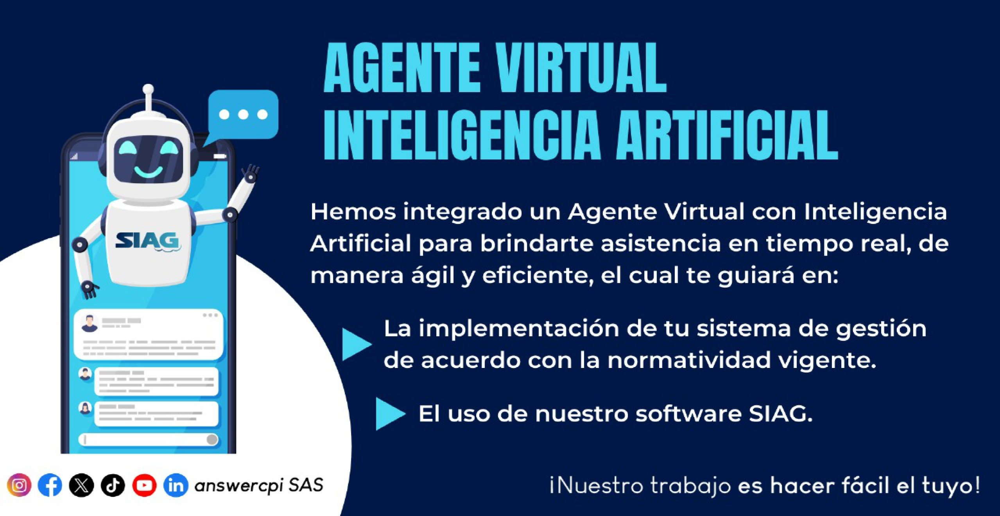 AGENTE VIRTUAL
INTELIGENCIA ARTIFICIAL
Hemos integrado un Agente Virtual con Inteligencia
Artificial para brindarte asistencia en tiempo real, de
manera ágil y eficiente, el cual te guiará en:
La implementación de tu sistema de gestión
de acuerdo con la normatividad vigente.
El uso de nuestro software SIAG.
SIAG
answercpi SAS
¡Nuestro trabajo es hacer fácil el tuyo!